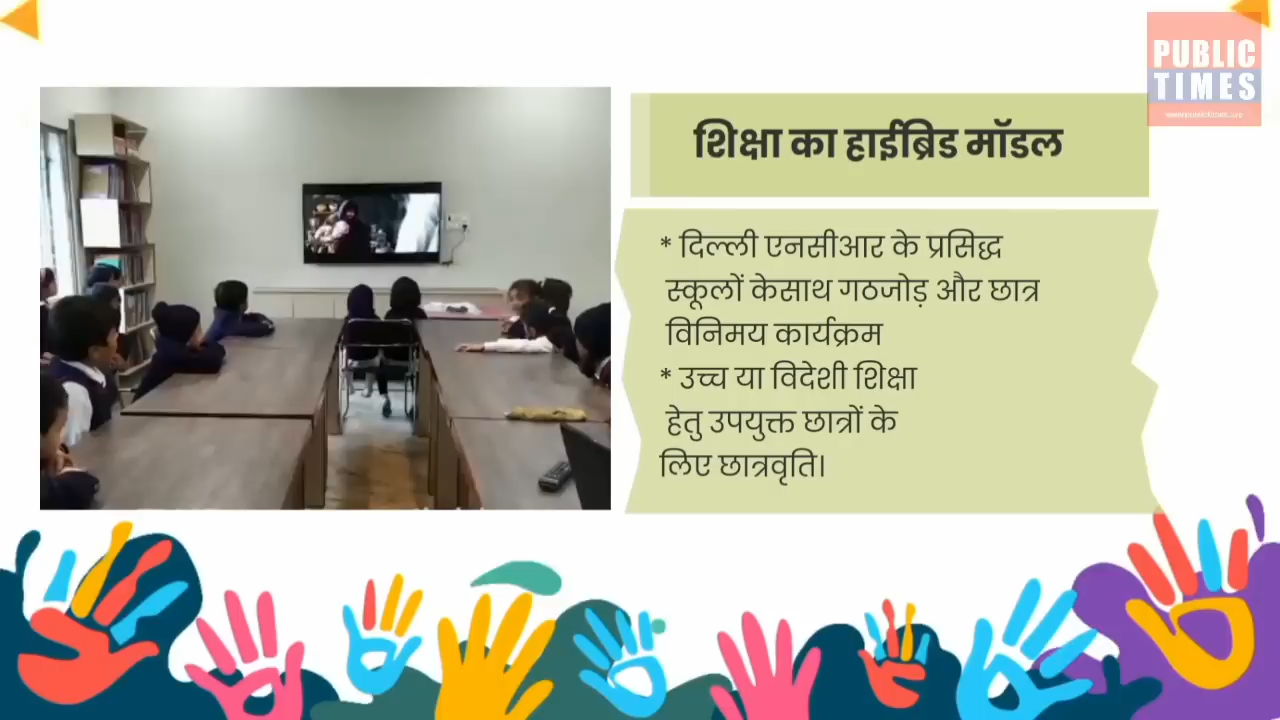 PUBLIC
TIMES
शिक्षा का हाईब्रिड मॉडल
* दिल्ली एनसीआर के प्रसिद्ध
स्कूलों केसाथ गठजोड़ और छात्र
विनिमय कार्यक्रम
* उच्च या विदेशी शिक्षा
हेतु उपयुक्त छात्रों के
लिए छात्रवृति।